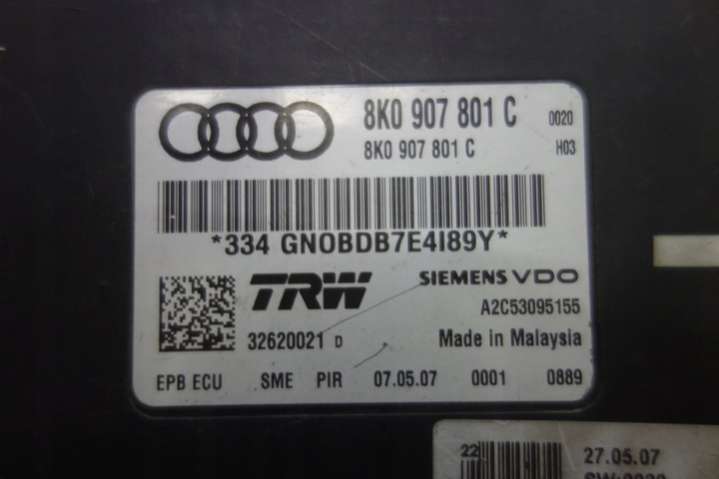 8K0 907 801 C 0020
8K0 907 801 C H03
*334 GNOBDB7E4I89Y*
TRW SIEMENS VDO
A2C53095155
32620021 D Made in Malaysia
EPB ECU SME PIR 07.05.07 0001 0889
22 27.05.07